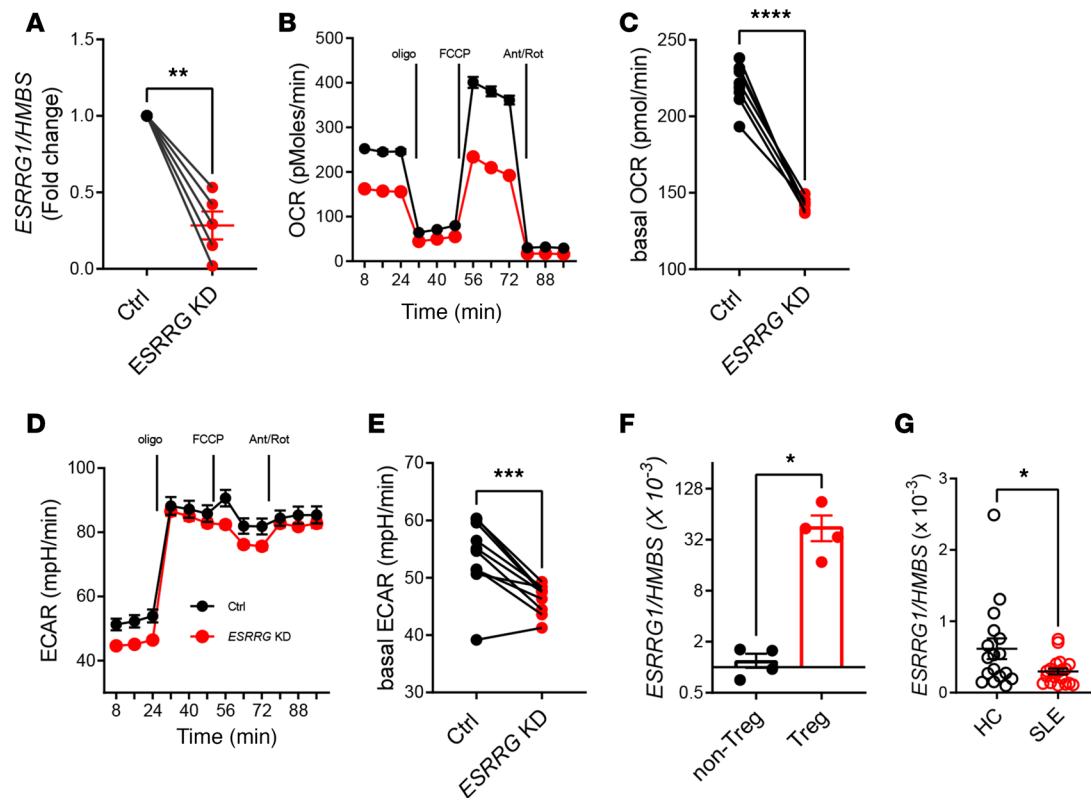 A
ESRRG1/HMBS
(Fold change)
1.5
1.0
0.5
0.0
**
Ctrl
ESRRG KD
B
OCR (pMoles/min)
500
400
300
200
100
0
oligo
FCCP
Ant/Rot
8 24 40 56 72 88
Time (min)
C
basal OCR (pmol/min)
250
200
150
100
****
Ctrl
ESRRG KD
D
ECAR (mpH/min)
100
80
60
40
oligo
FCCP
Ant/Rot
Ctrl
ESRRG KD
8 24 40 56 72 88
Time (min)
E
basal ECAR (mpH/min)
70
60
50
40
30
***
Ctrl
ESRRG KD
F
ESRRG1/HMBS (X 10-3)
128
32
8
2
0.5
*
non-Treg
Treg
G
ESRRG1/HMBS (x 10-3)
3
2
1
0
*
HC
SLE